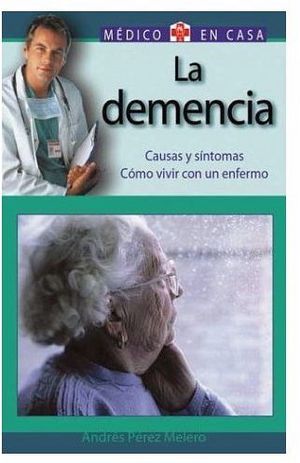 MÉDICO EN CASA
La
demencia
Causas y síntomas
Cómo vivir con un enfermo
Andrés Pérez Melero